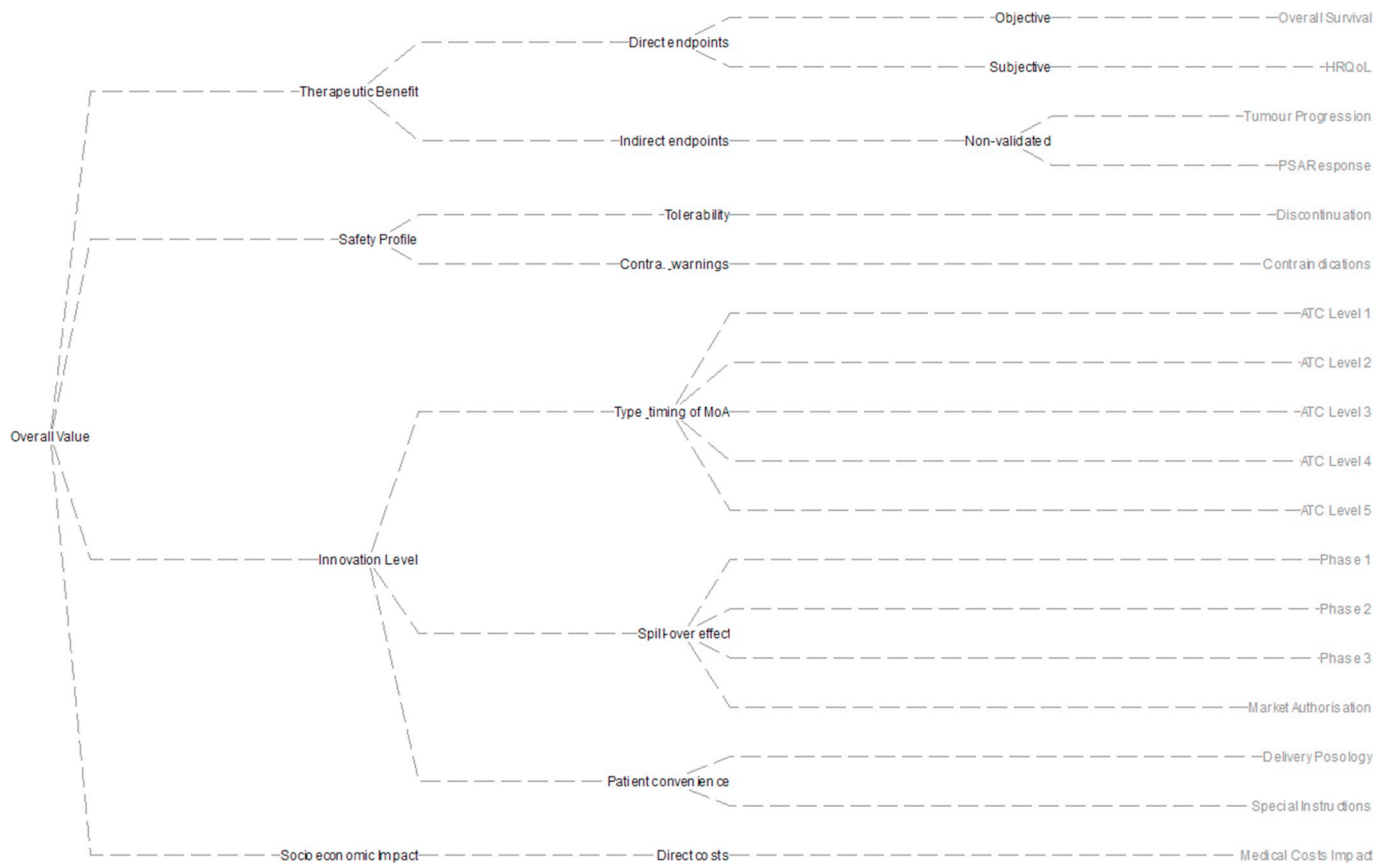 Objective
Overall Survival
Direct endpoints
Subjective
HRQoL
Therapeutic Benefit
Tumour Progression
Indirect endpoints
Non-validated
PSA Response
Tolerability
Discontinuation
Safety Profile
Contra._warnings
Contraindications
ATC Level 1
ATC Level 2
Type_timing of MoA
ATC Level 3
Overall Value
ATC Level 4
ATC Level 5
Innovation Level
Phase 1
Phase 2
Spill-over effect
Phase 3
Market Authorisation
Delivery Posology
Patient convenience
Special Instructions
Socioeconomic Impact
Direct costs
Medical Costs Impact